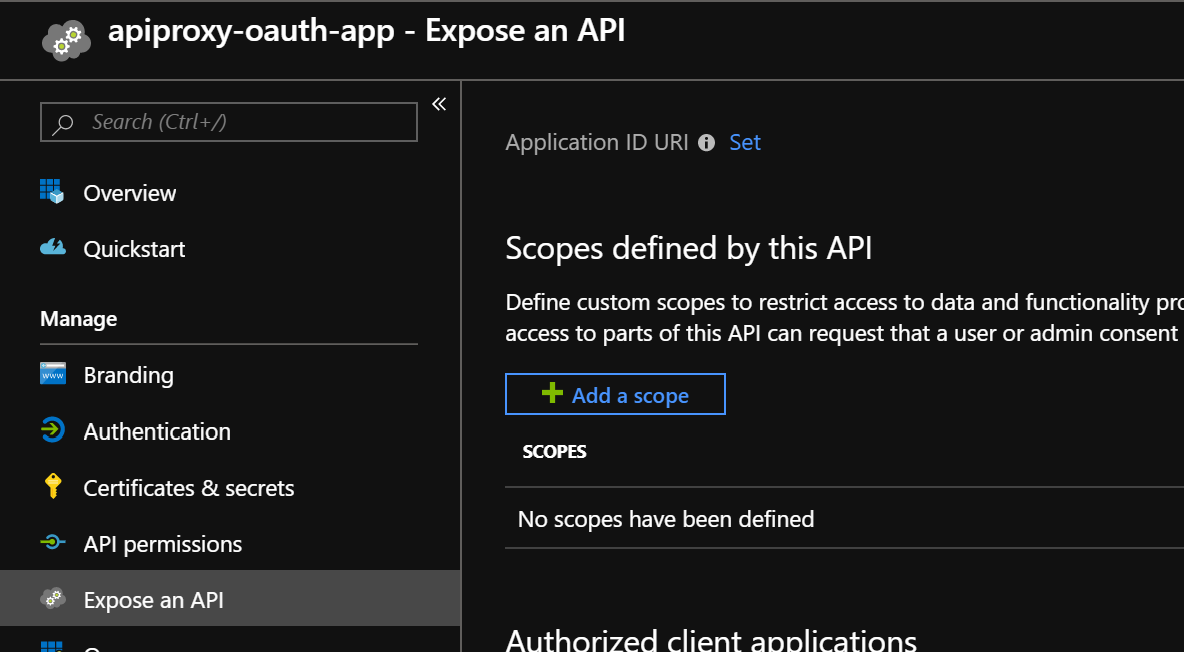 apiproxy-oauth-app - Expose an API
Search (Ctrl+/)
«
Overview
Quickstart
Manage
Branding
Authentication
Certificates & secrets
API permissions
Expose an API
Application ID URI Set
Scopes defined by this API
Define custom scopes to restrict access to data and functionality pro
access to parts of this API can request that a user or admin consent
Add a scope
SCOPES
No scopes have been defined
Authorized client applications